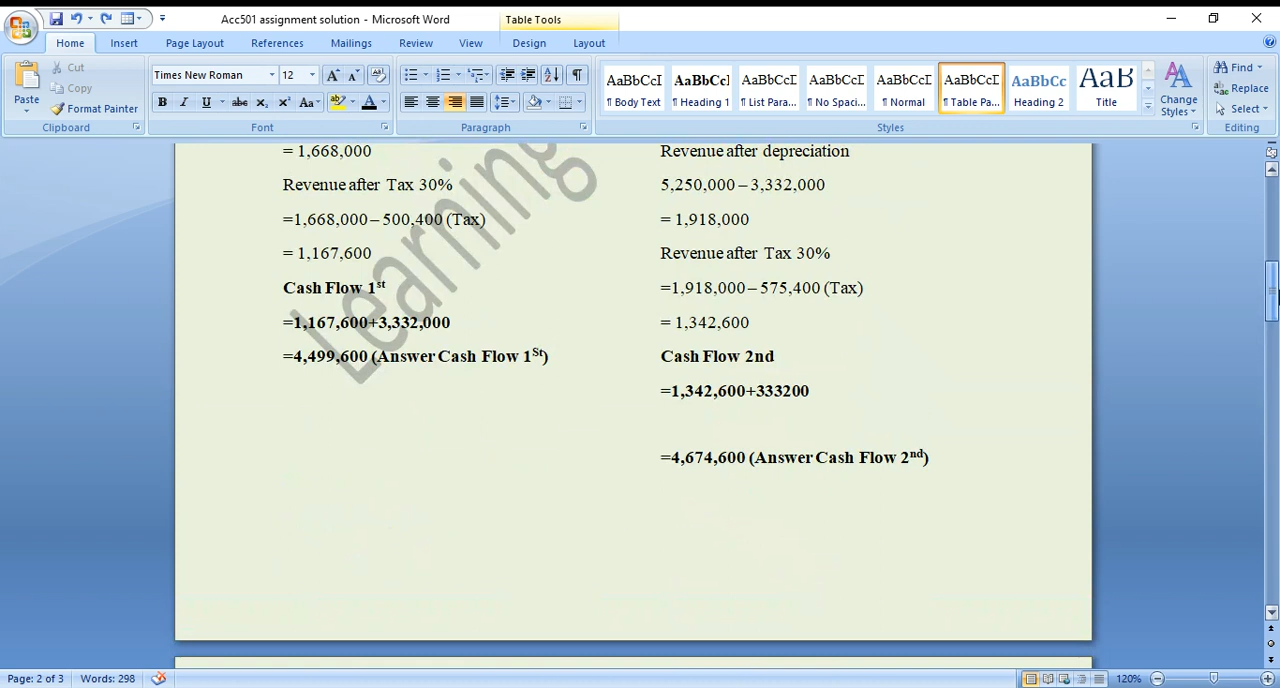 Acc501 assignment solution - Microsoft Word
Table Tools
Home Insert Page Layout References Mailings Review View Design Layout
Paste
Cut
Copy
Format Painter
Clipboard
Times New Roman 12
Font
Paragraph
AaBbCcI AaBbCcI AaBbCcI AaBbCcI AaBbCcI AaBbCcI AaBbCc AaB
¶ Body Text ¶ Heading 1 ¶ List Para... ¶ No Spaci... ¶ Normal ¶ Table Pa... Heading 2 Title
Change Styles
Styles
Find
Replace
Select
Editing
= 1,668,000
Revenue after Tax 30%
=1,668,000 – 500,400 (Tax)
= 1,167,600
Cash Flow 1st
=1,167,600+3,332,000
=4,499,600 (Answer Cash Flow 1St)
Revenue after depreciation
5,250,000 – 3,332,000
= 1,918,000
Revenue after Tax 30%
=1,918,000 – 575,400 (Tax)
= 1,342,600
Cash Flow 2nd
=1,342,600+333200
=4,674,600 (Answer Cash Flow 2nd)
Learning
Page: 2 of 3 Words: 298 120%